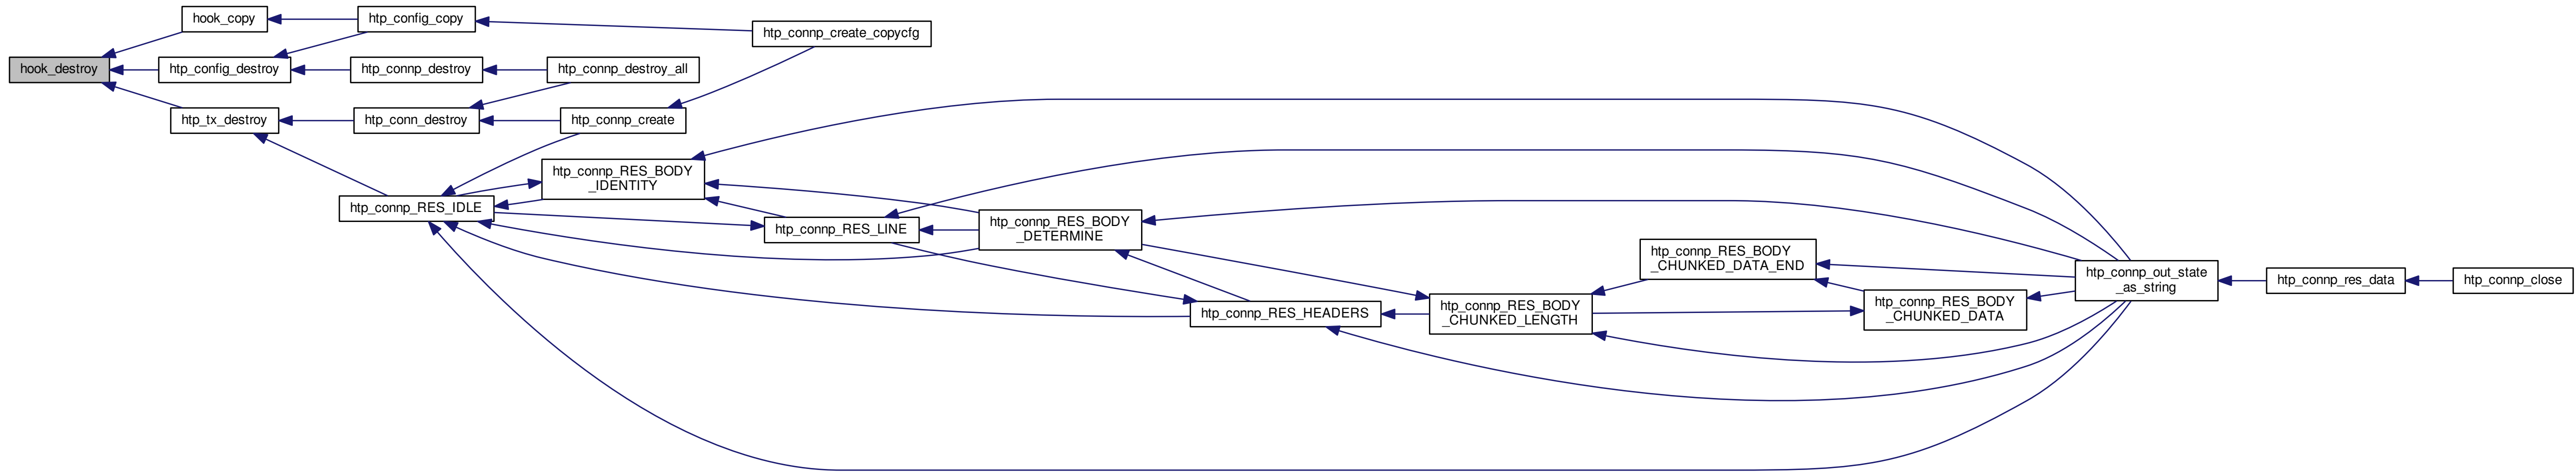 hook_destroy
hook_copy
htp_config_copy
htp_connp_create_copycfg
htp_config_destroy
htp_connp_destroy
htp_connp_destroy_all
htp_tx_destroy
htp_conn_destroy
htp_connp_create
htp_connp_RES_IDLE
htp_connp_RES_BODY
_IDENTITY
htp_connp_RES_LINE
htp_connp_RES_BODY
_DETERMINE
htp_connp_RES_HEADERS
htp_connp_RES_BODY
_CHUNKED_LENGTH
htp_connp_RES_BODY
_CHUNKED_DATA_END
htp_connp_RES_BODY
_CHUNKED_DATA
htp_connp_out_state
_as_string
htp_connp_res_data
htp_connp_close